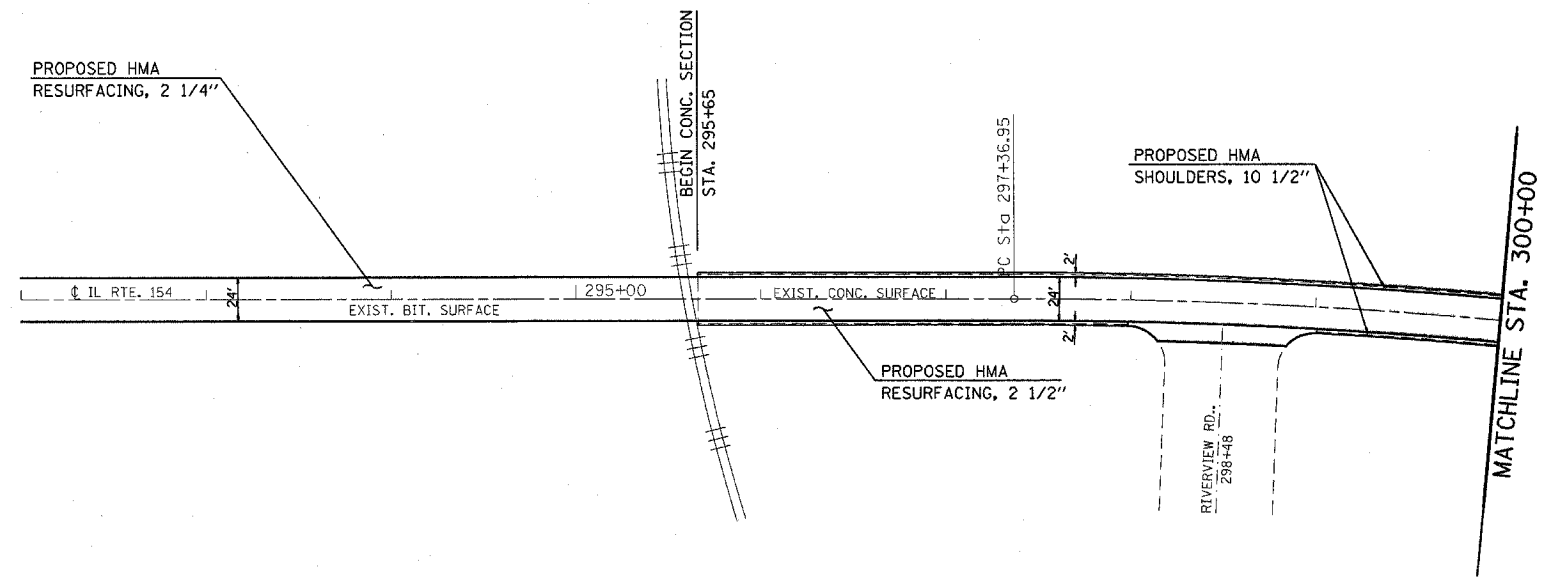 PROPOSED HMA
RESURFACING, 2 1/4"
BEGIN CONC. SECTION
STA. 295+65
PC Sta 297+36.95
PROPOSED HMA
SHOULDERS, 10 1/2"
MATCHLINE STA. 300+00
℄ IL RTE. 154
24'
295+00
EXIST. BIT. SURFACE
EXIST. CONC. SURFACE
2'
24'
2'
PROPOSED HMA
RESURFACING, 2 1/2"
RIVERVIEW RD..
298+48